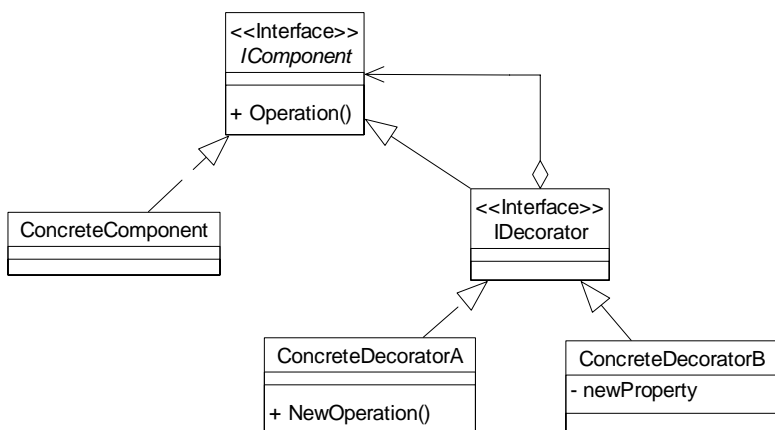 <<Interface>>
IComponent
+ Operation()
ConcreteComponent
<<Interface>>
IDecorator
ConcreteDecoratorA
+ NewOperation()
ConcreteDecoratorB
- newProperty